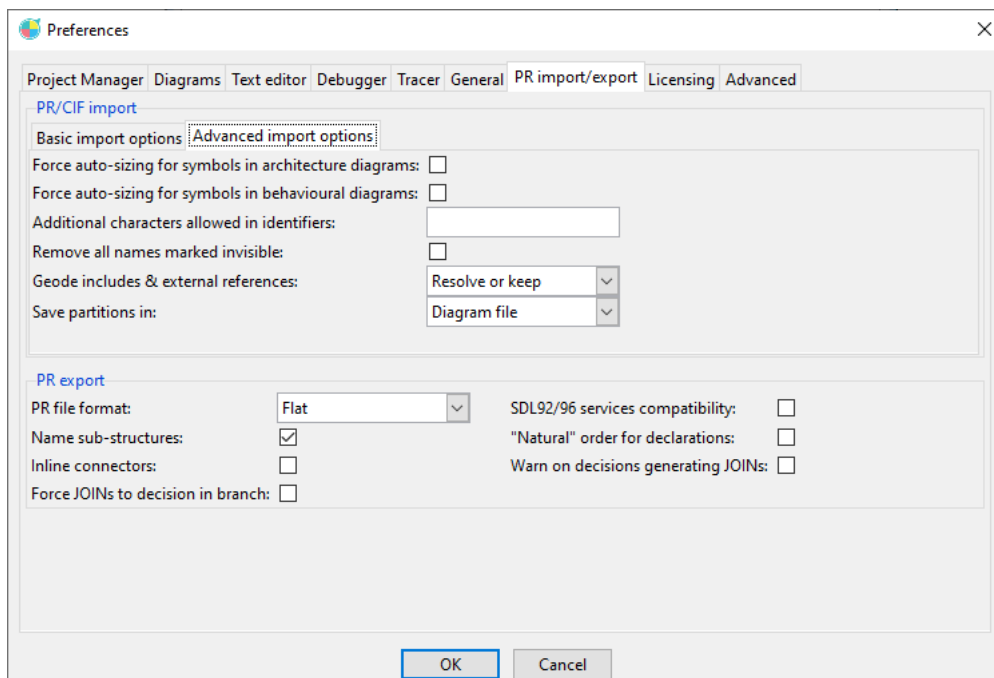 Preferences
Project Manager Diagrams Text editor Debugger Tracer General PR import/export Licensing Advanced
PR/CIF import
Basic import options Advanced import options
Force auto-sizing for symbols in architecture diagrams:
Force auto-sizing for symbols in behavioural diagrams:
Additional characters allowed in identifiers:
Remove all names marked invisible:
Geode includes & external references: Resolve or keep
Save partitions in: Diagram file
PR export
PR file format: Flat SDL92/96 services compatibility:
Name sub-structures: "Natural" order for declarations:
Inline connectors: Warn on decisions generating JOINs:
Force JOINs to decision in branch:
OK Cancel